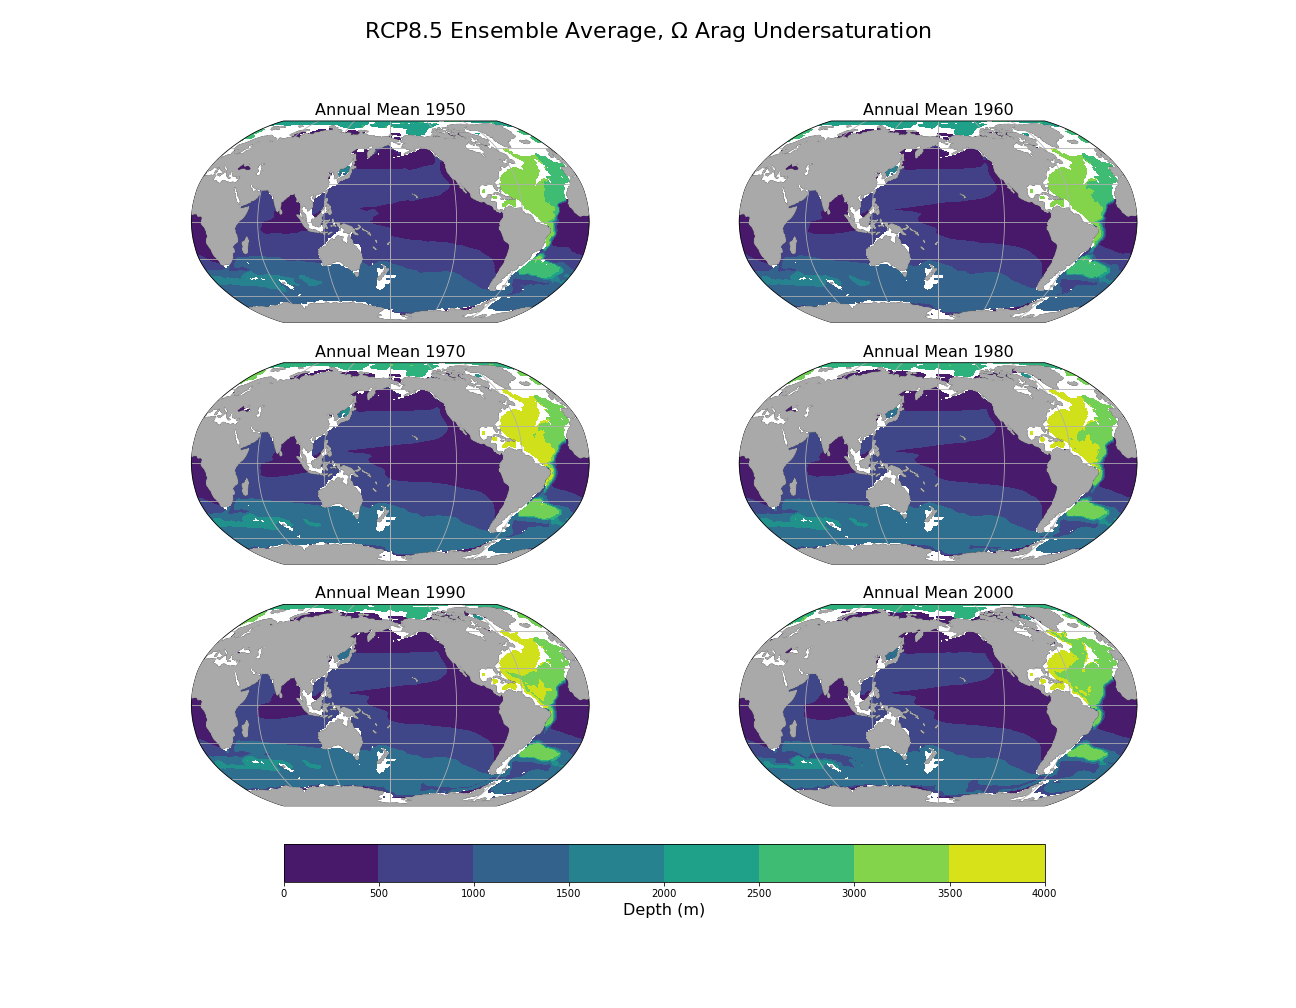 RCP8.5 Ensemble Average, Ω Arag Undersaturation
Annual Mean 1950
Annual Mean 1960
Annual Mean 1970
Annual Mean 1980
Annual Mean 1990
Annual Mean 2000
0 500 1000 1500 2000 2500 3000 3500 4000
Depth (m)